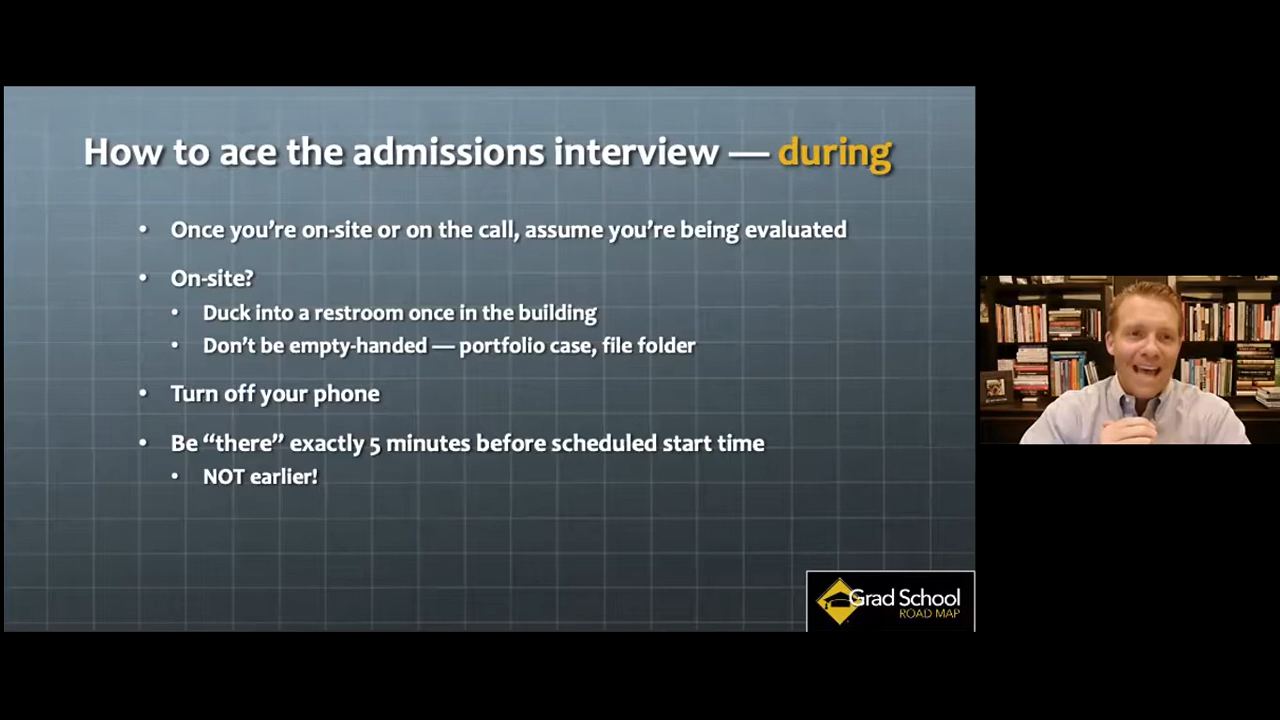 How to ace the admissions interview — during
• Once you’re on-site or on the call, assume you’re being evaluated
• On-site?
• Duck into a restroom once in the building
• Don’t be empty-handed — portfolio case, file folder
• Turn off your phone
• Be “there” exactly 5 minutes before scheduled start time
• NOT earlier!
Grad School
ROAD MAP